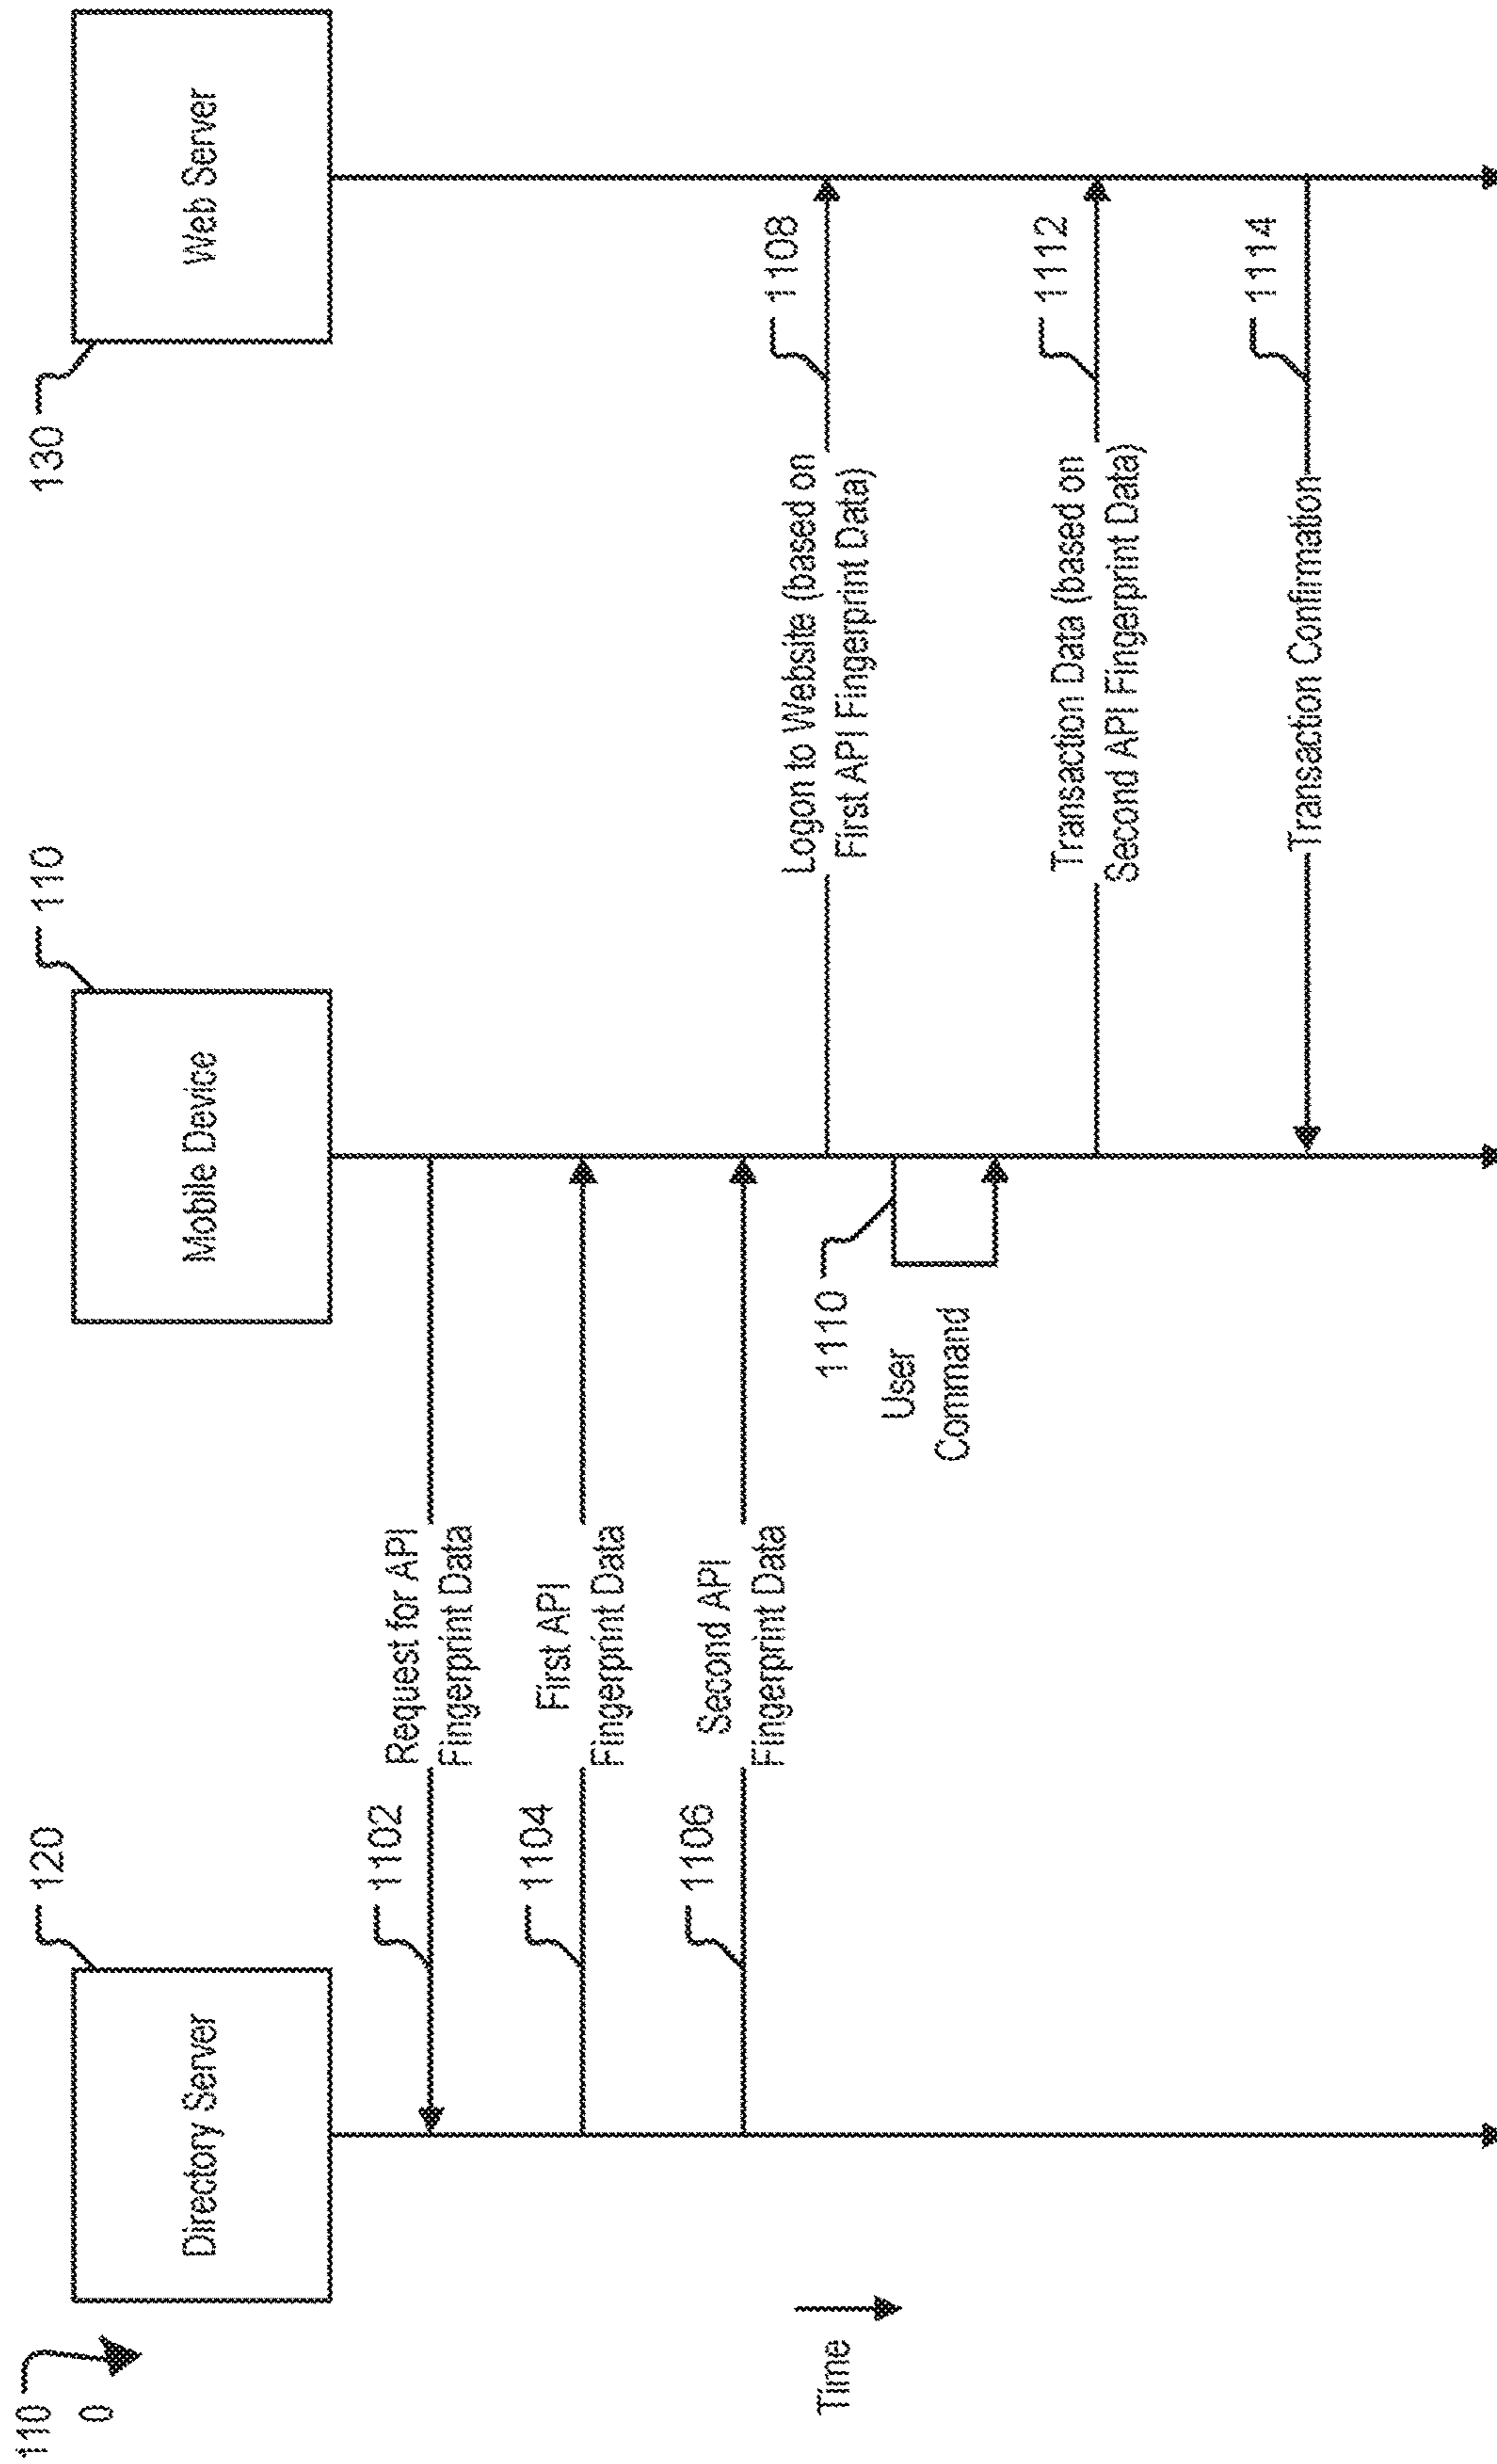 110
0
120
Directory Server
110
Mobile Device
130
Web Server
1102
Request for API
Fingerprint Data
1104
First API
Fingerprint Data
1106
Second API
Fingerprint Data
Time
1108
Logon to Website (based on
First API Fingerprint Data)
1110
User
Command
1112
Transaction Data (based on
Second API Fingerprint Data)
1114
Transaction Confirmation